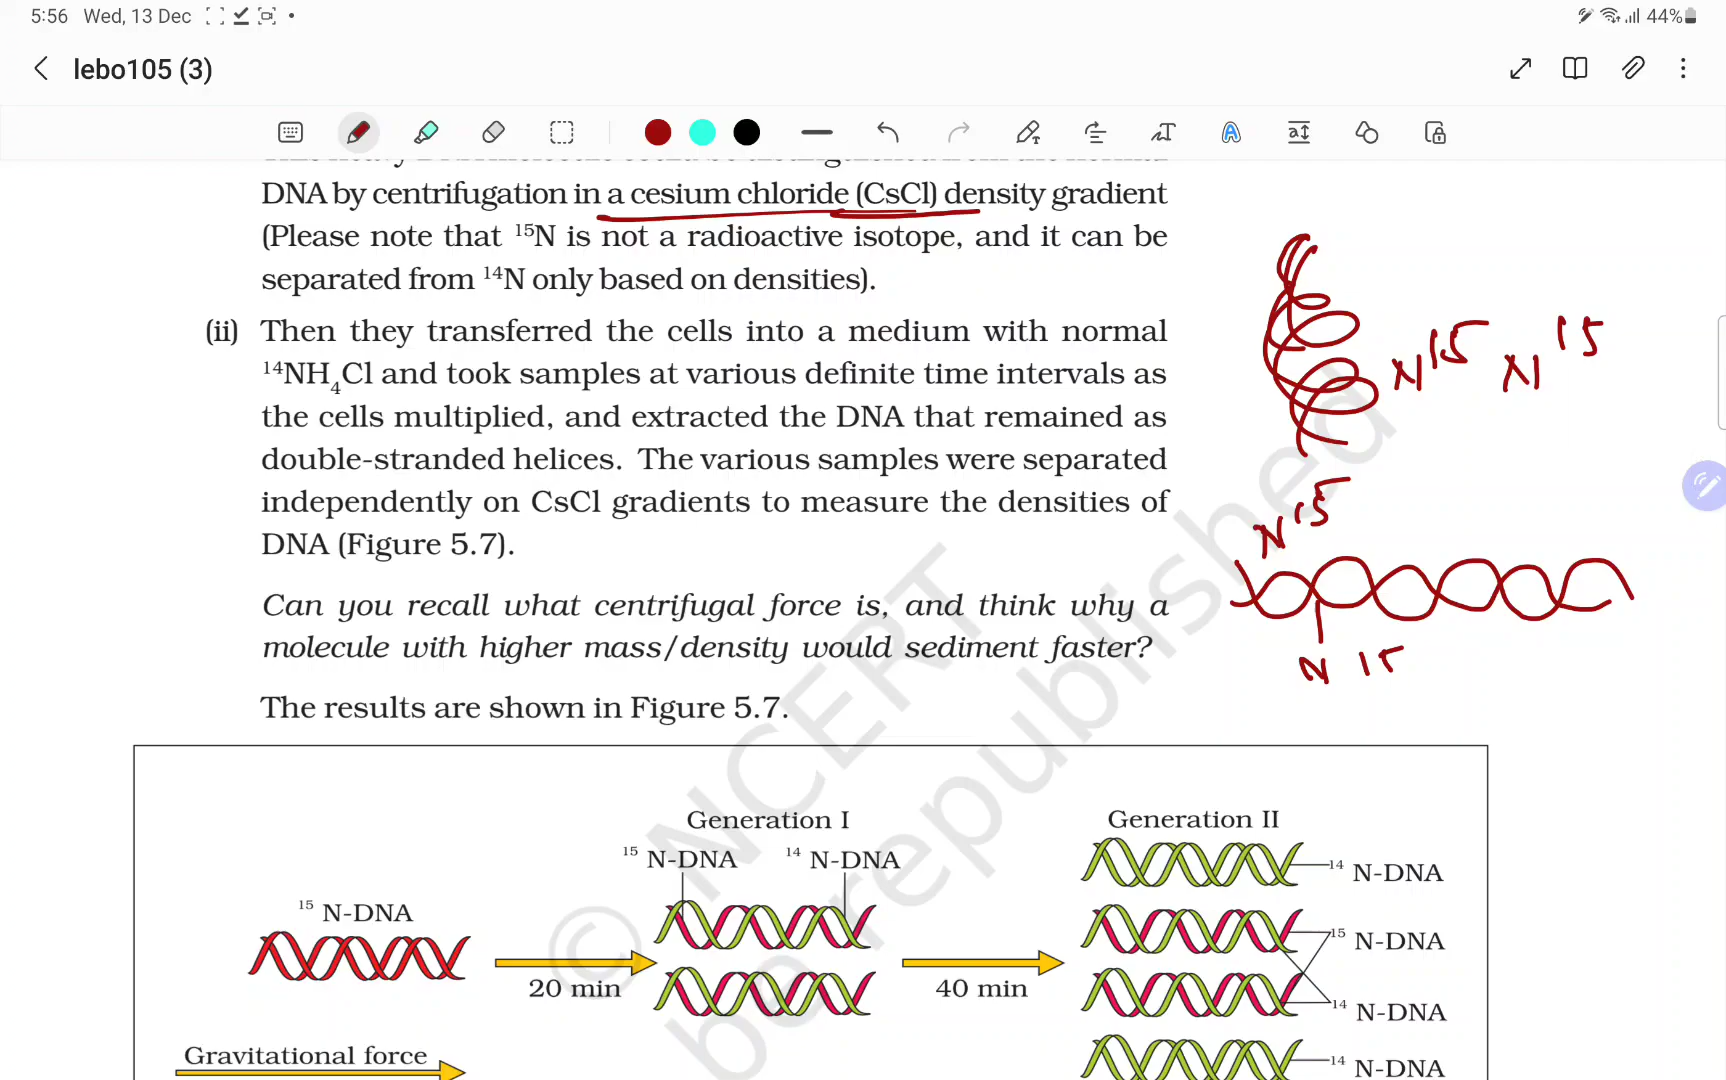 5:56 Wed, 13 Dec
44%
lebo105 (3)
DNA by centrifugation in a cesium chloride (CsCl) density gradient
(Please note that ¹⁵N is not a radioactive isotope, and it can be
separated from ¹⁴N only based on densities).
(ii) Then they transferred the cells into a medium with normal
¹⁴NH₄Cl and took samples at various definite time intervals as
the cells multiplied, and extracted the DNA that remained as
double-stranded helices. The various samples were separated
independently on CsCl gradients to measure the densities of
DNA (Figure 5.7).
Can you recall what centrifugal force is, and think why a
molecule with higher mass/density would sediment faster?
The results are shown in Figure 5.7.
N¹⁵ N¹⁵
N¹⁵
N 15
© NCERT
be republished
Generation I
Generation II
¹⁵ N-DNA ¹⁴ N-DNA
¹⁴ N-DNA
¹⁵ N-DNA
¹⁵ N-DNA
20 min
40 min
¹⁴ N-DNA
Gravitational force
¹⁴ N-DNA